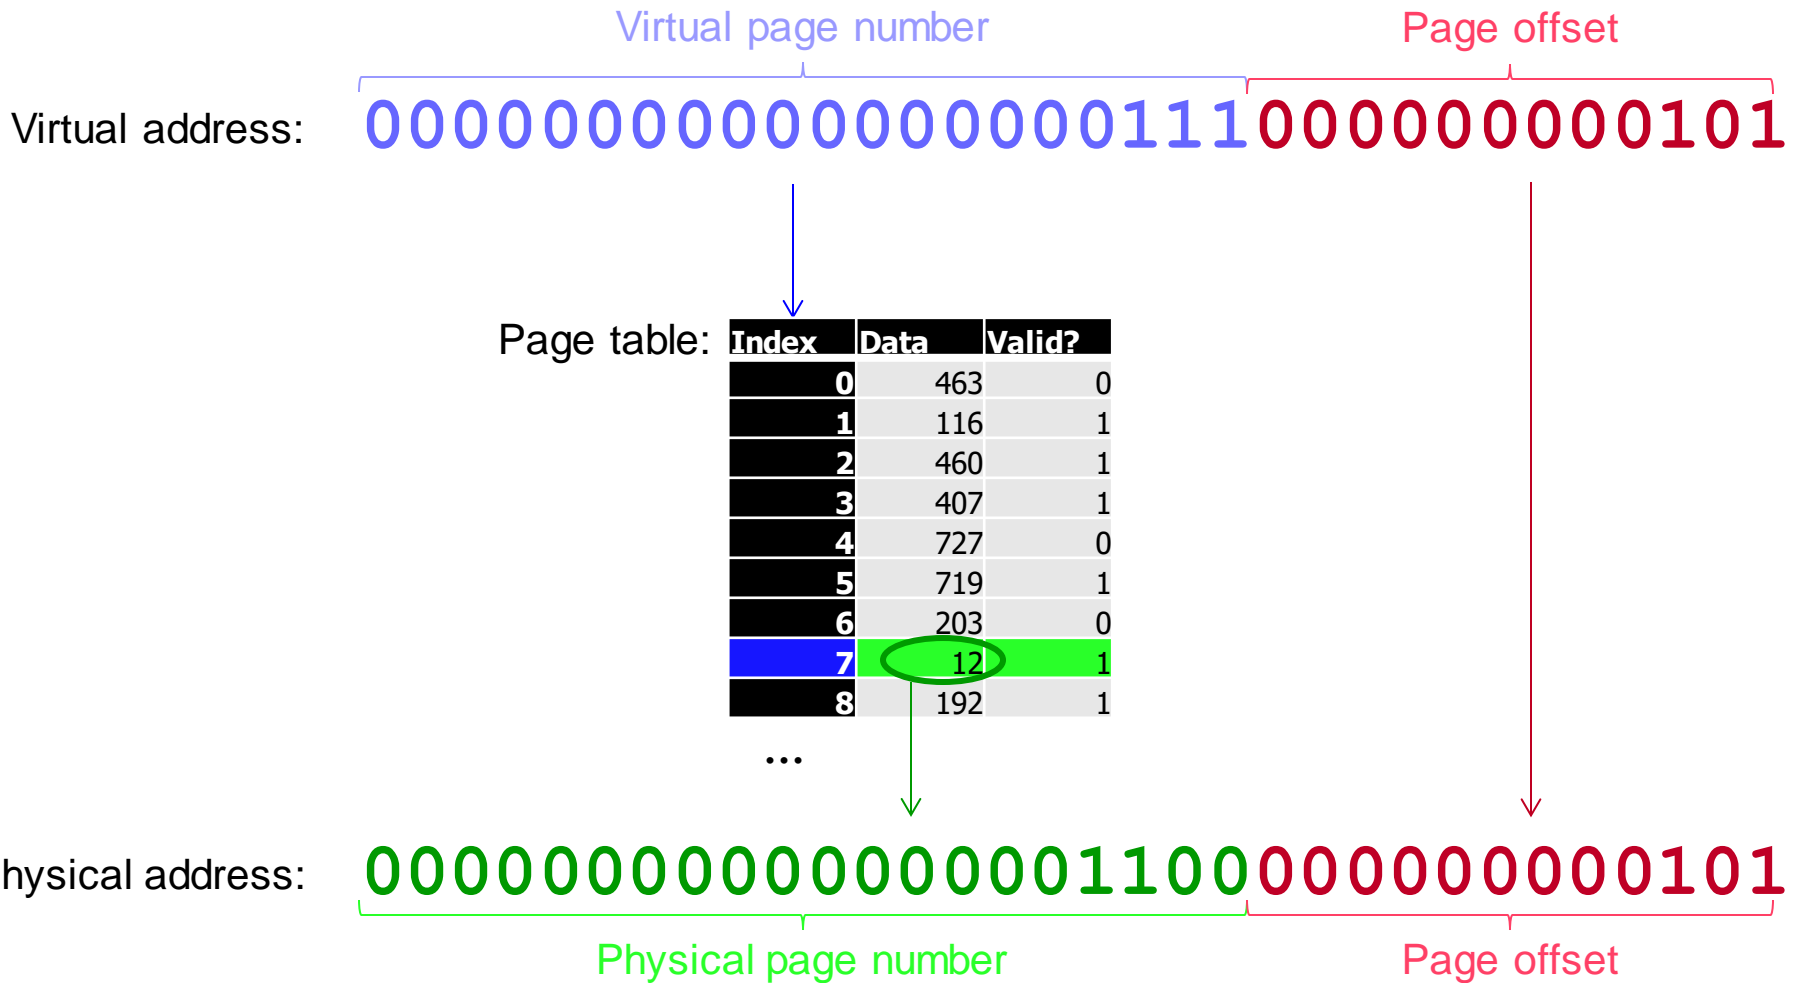 Virtual page number Page offset
Virtual address: 00000000000000000111000000000101
Page table: Index Data Valid?
0 463 0
1 116 1
2 460 1
3 407 1
4 727 0
5 719 1
6 203 0
7 12 1
8 192 1
...
hysical address: 00000000000000001100000000000101
Physical page number Page offset